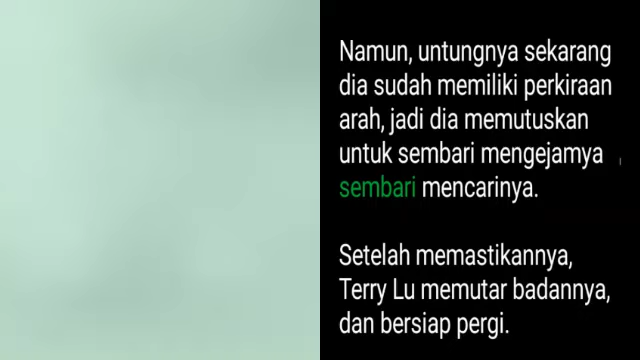 Namun, untungnya sekarang
dia sudah memiliki perkiraan
arah, jadi dia memutuskan
untuk sembari mengejarnya
sembari mencarinya.
Setelah memastikannya,
Terry Lu memutar badannya,
dan bersiap pergi.